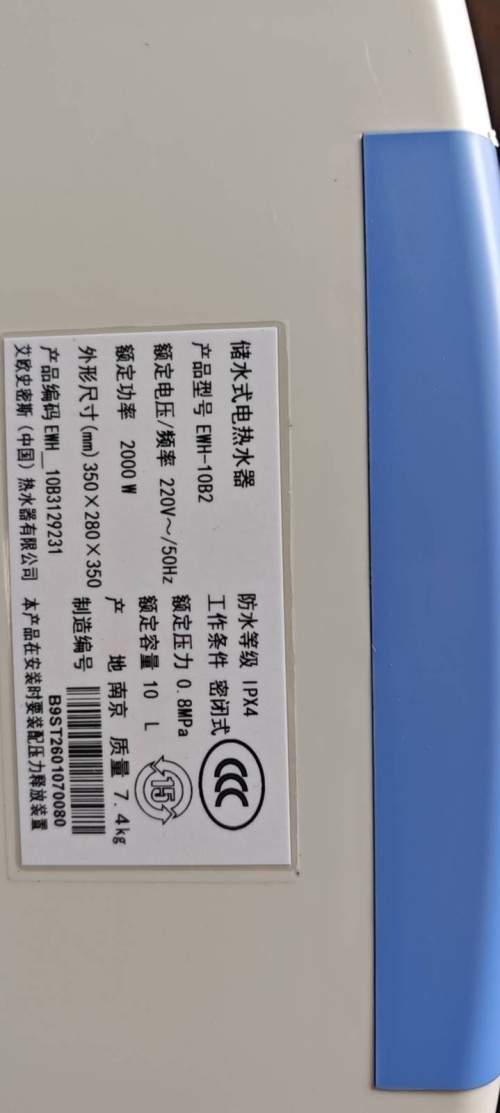 储水式电热水器
产品型号 EWH-10B2
额定电压/频率 220V～/50Hz
额定功率 2000W
外形尺寸(mm)350×280×350
产品编码 EWH__10B3129231
艾欧史密斯（中国）热水器有限公司
防水等级 IPX4
工作条件 密闭式
额定压力 0.8MPa
额定容量 10 L
产 地 南京 质量 7.4kg
制造编号
B9ST2601070080
本产品在安装时要装配压力释放装置
CCC
15